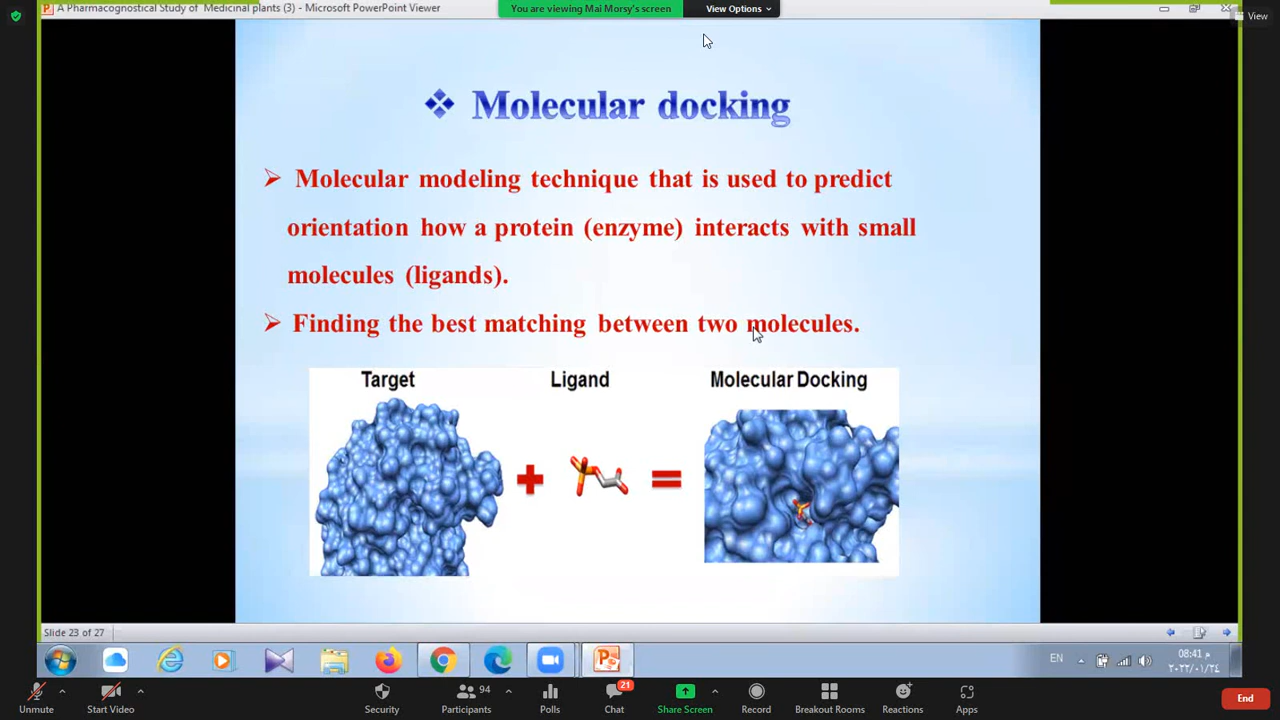 A Pharmacognostical Study of Medicinal plants (3) - Microsoft PowerPoint Viewer
You are viewing Mai Morsy's screen
View Options
View
Molecular docking
Molecular modeling technique that is used to predict
orientation how a protein (enzyme) interacts with small
molecules (ligands).
Finding the best matching between two molecules.
Target
Ligand
Molecular Docking
+
=
Slide 23 of 27
EN
08:41 م
٢٠٢٢/٠١/٢٤
Unmute
Start Video
Security
Participants
94
Polls
Chat
21
Share Screen
Record
Breakout Rooms
Reactions
Apps
End